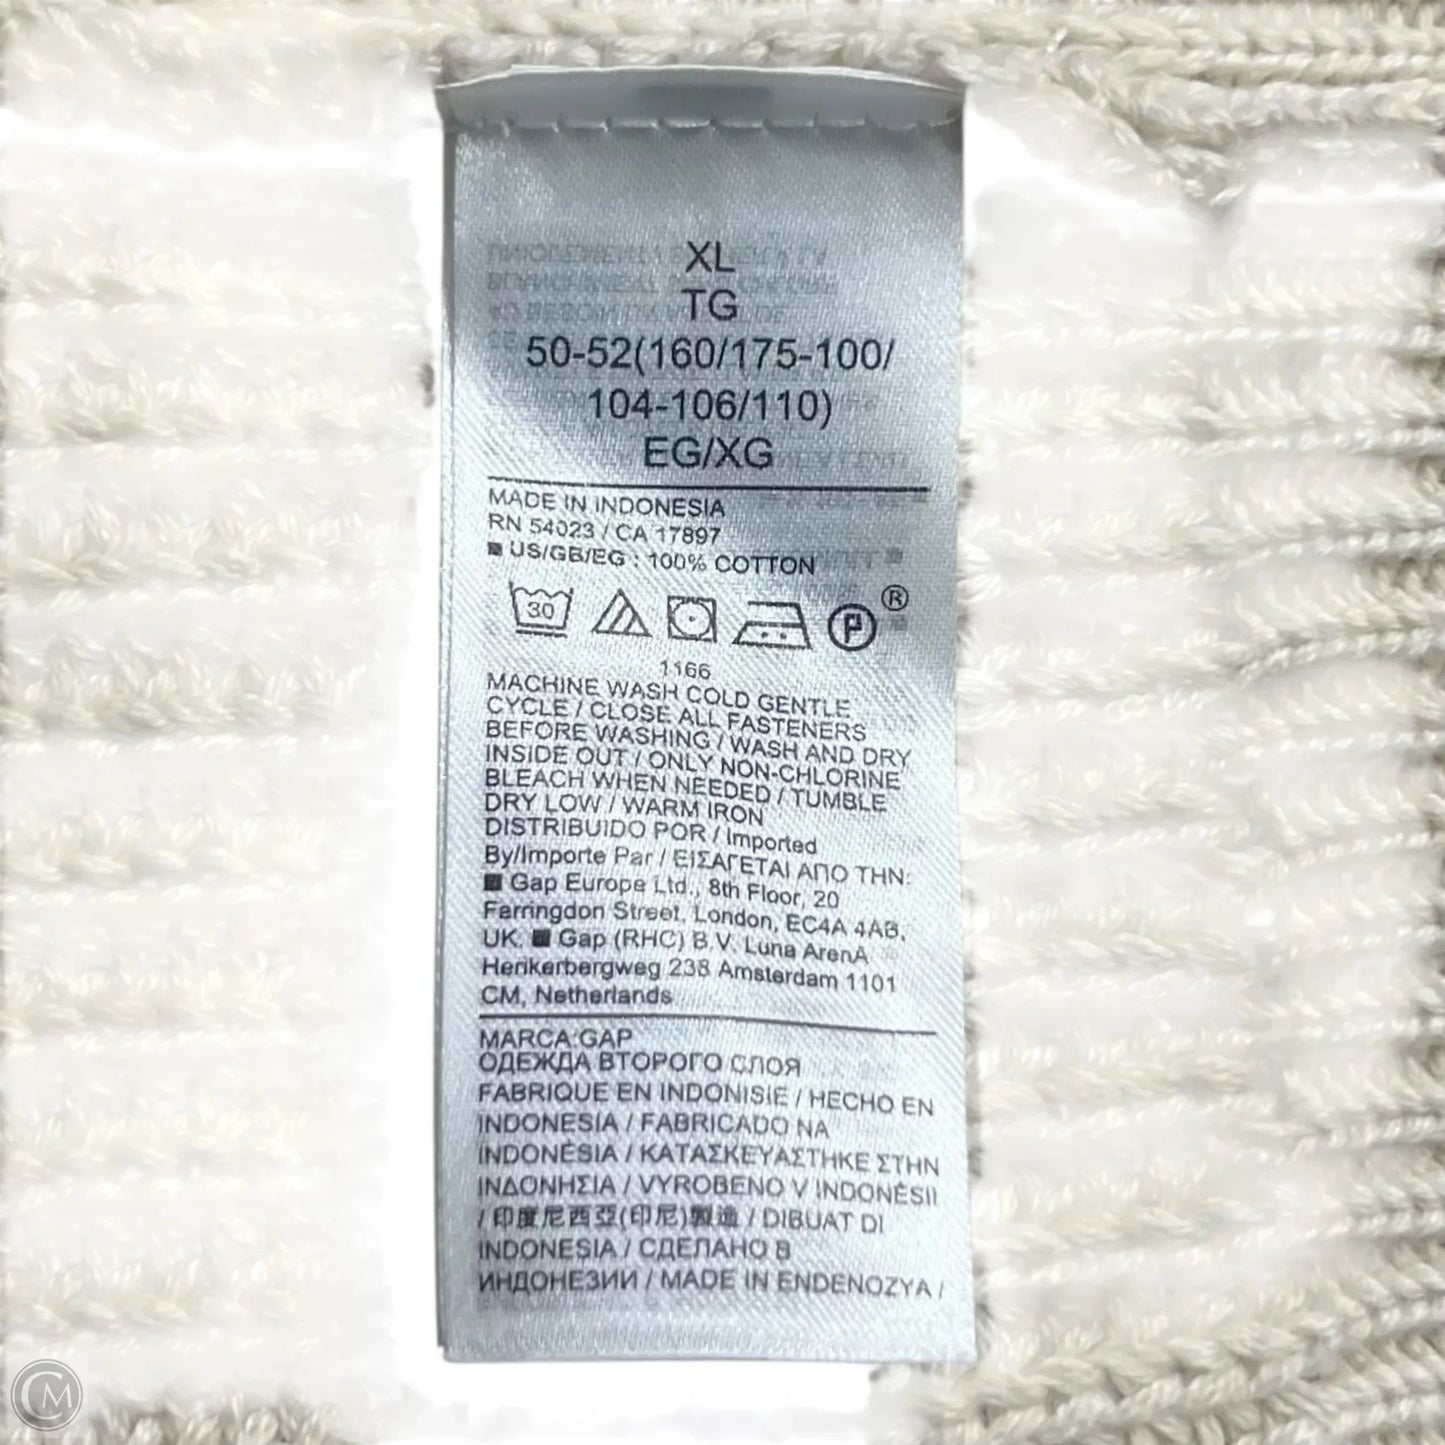 XL
TG
50-52(160/175-100/
104-106/110)
EG/XG
MADE IN INDONESIA
RN 54023 / CA 17897
■ US/GB/EG : 100% COTTON
30
P
®
1166
MACHINE WASH COLD GENTLE
CYCLE / CLOSE ALL FASTENERS
BEFORE WASHING / WASH AND DRY
INSIDE OUT / ONLY NON-CHLORINE
BLEACH WHEN NEEDED / TUMBLE
DRY LOW / WARM IRON
DISTRIBUIDO POR / Imported
By/Importe Par / ΕΙΣΑΓΕΤΑΙ ΑΠΟ ΤΗΝ:
■ Gap Europe Ltd., 8th Floor, 20
Farringdon Street, London, EC4A 4AB,
UK. ■ Gap (RHC) B.V. Luna ArenA
Herikerbergweg 238 Amsterdam 1101
CM, Netherlands
MARCA:GAP
ОДЕЖДА ВТОРОГО СЛОЯ
FABRIQUE EN INDONISIE / HECHO EN
INDONESIA / FABRICADO NA
INDONÉSIA / ΚΑΤΑΣΚΕΥΑΣΤΗΚΕ ΣΤΗΝ
ΙΝΔΟΝΗΣΙΑ / VYROBENO V INDONÉSII
/ 印度尼西亞(印尼)製造 / DIBUAT DI
INDONESIA / СДЕЛАНО В
ИНДОНЕЗИИ / MADE IN ENDENOZYA /
CM